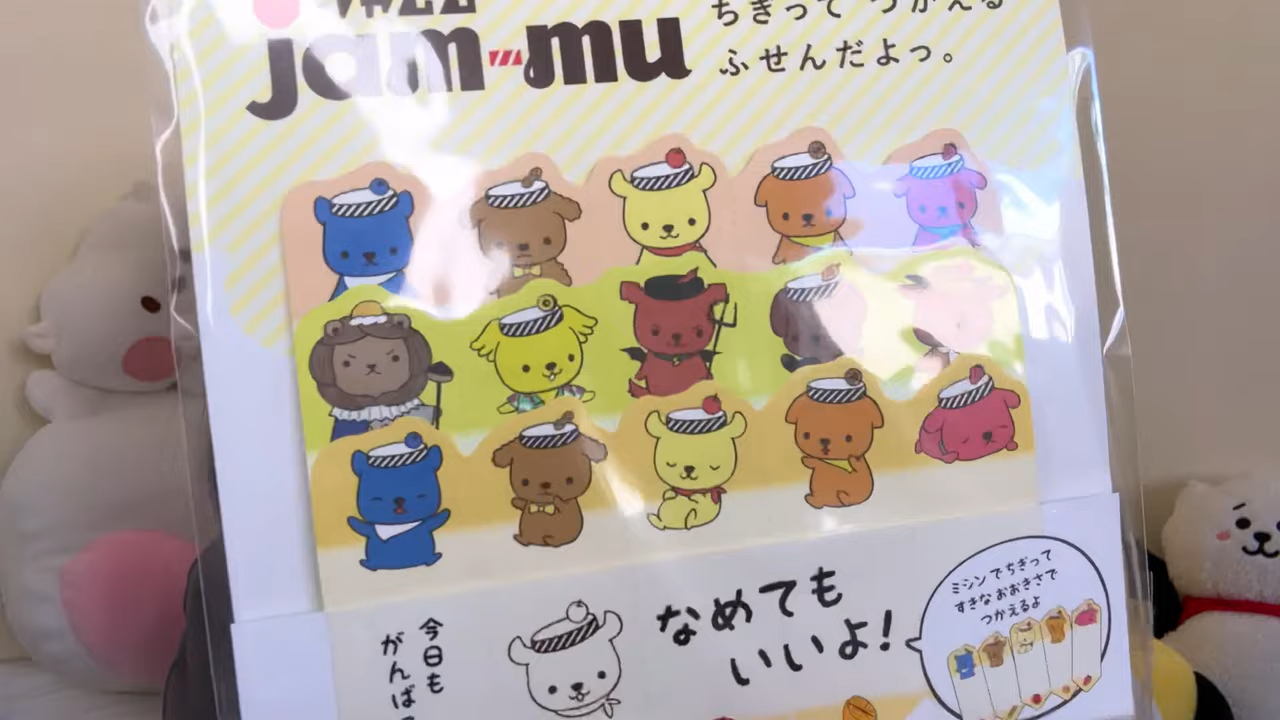 jam-mu
ちぎって つかえる
ふせんだよっ。
今日も
がんば
なめても
いいよ!
ミシンでちぎって
すきなおおきさで
つかえるよ